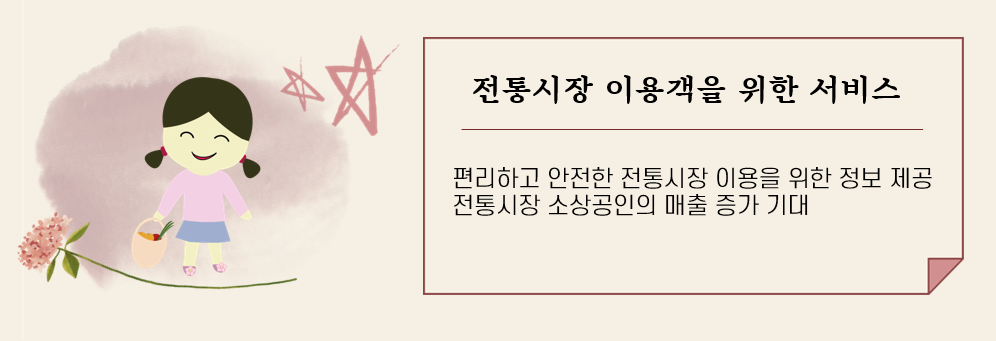 전통시장 이용객을 위한 서비스
편리하고 안전한 전통시장 이용을 위한 정보 제공
전통시장 소상공인의 매출 증가 기대